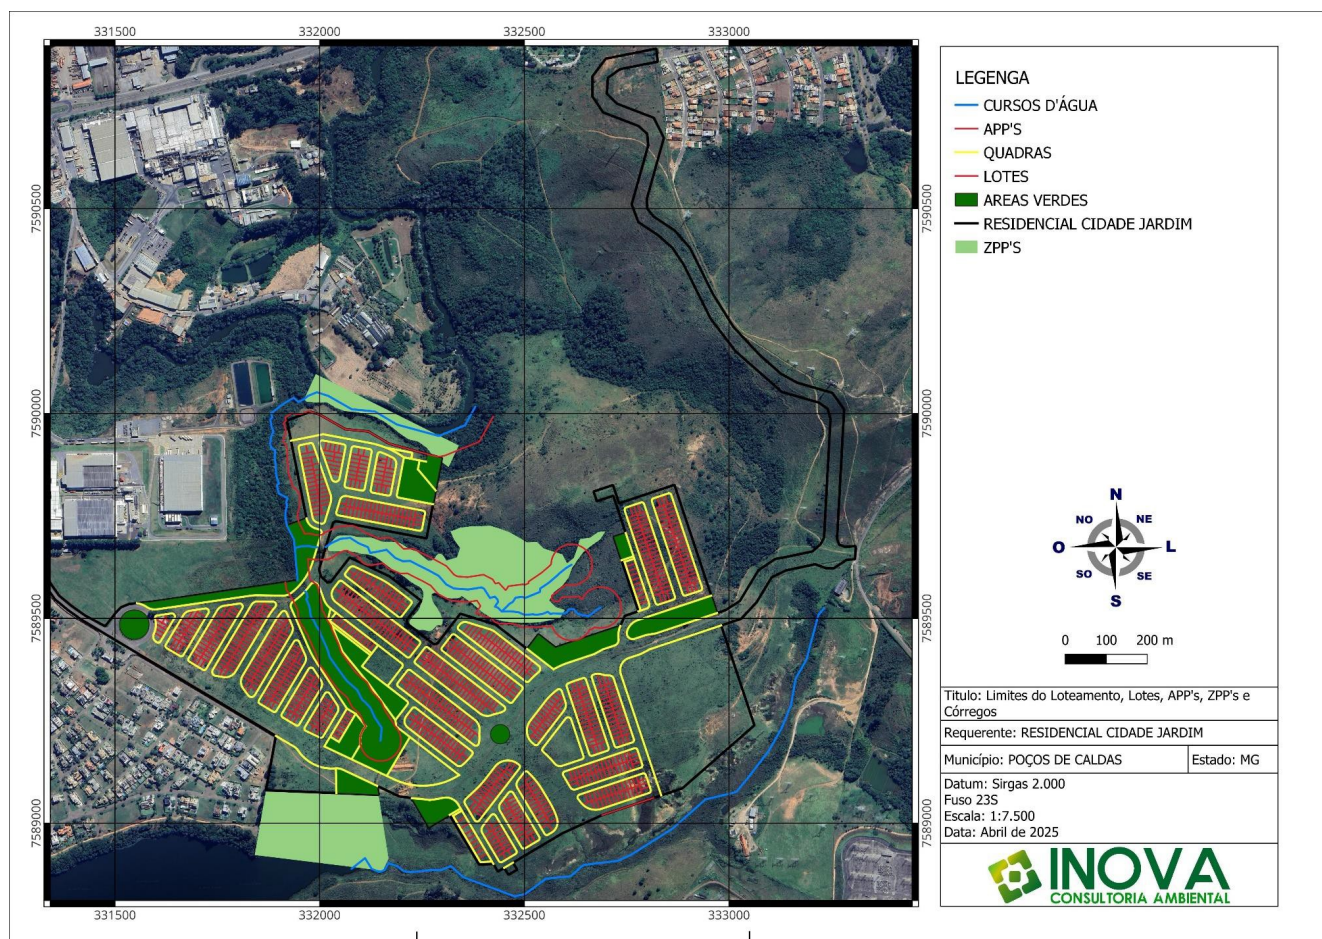 331500 332000 332500 333000
7590500
7590000
7589500
7589000
7590500
7590000
7589500
7589000
331500 332000 332500 333000
LEGENGA
CURSOS D'ÁGUA
APP'S
QUADRAS
LOTES
AREAS VERDES
RESIDENCIAL CIDADE JARDIM
ZPP'S
N
NO NE
O L
SO SE
S
0 100 200 m
Titulo: Limites do Loteamento, Lotes, APP's, ZPP's e
Córregos
Requerente: RESIDENCIAL CIDADE JARDIM
Município: POÇOS DE CALDAS Estado: MG
Datum: Sirgas 2.000
Fuso 23S
Escala: 1:7.500
Data: Abril de 2025
INOVA
CONSULTORIA AMBIENTAL